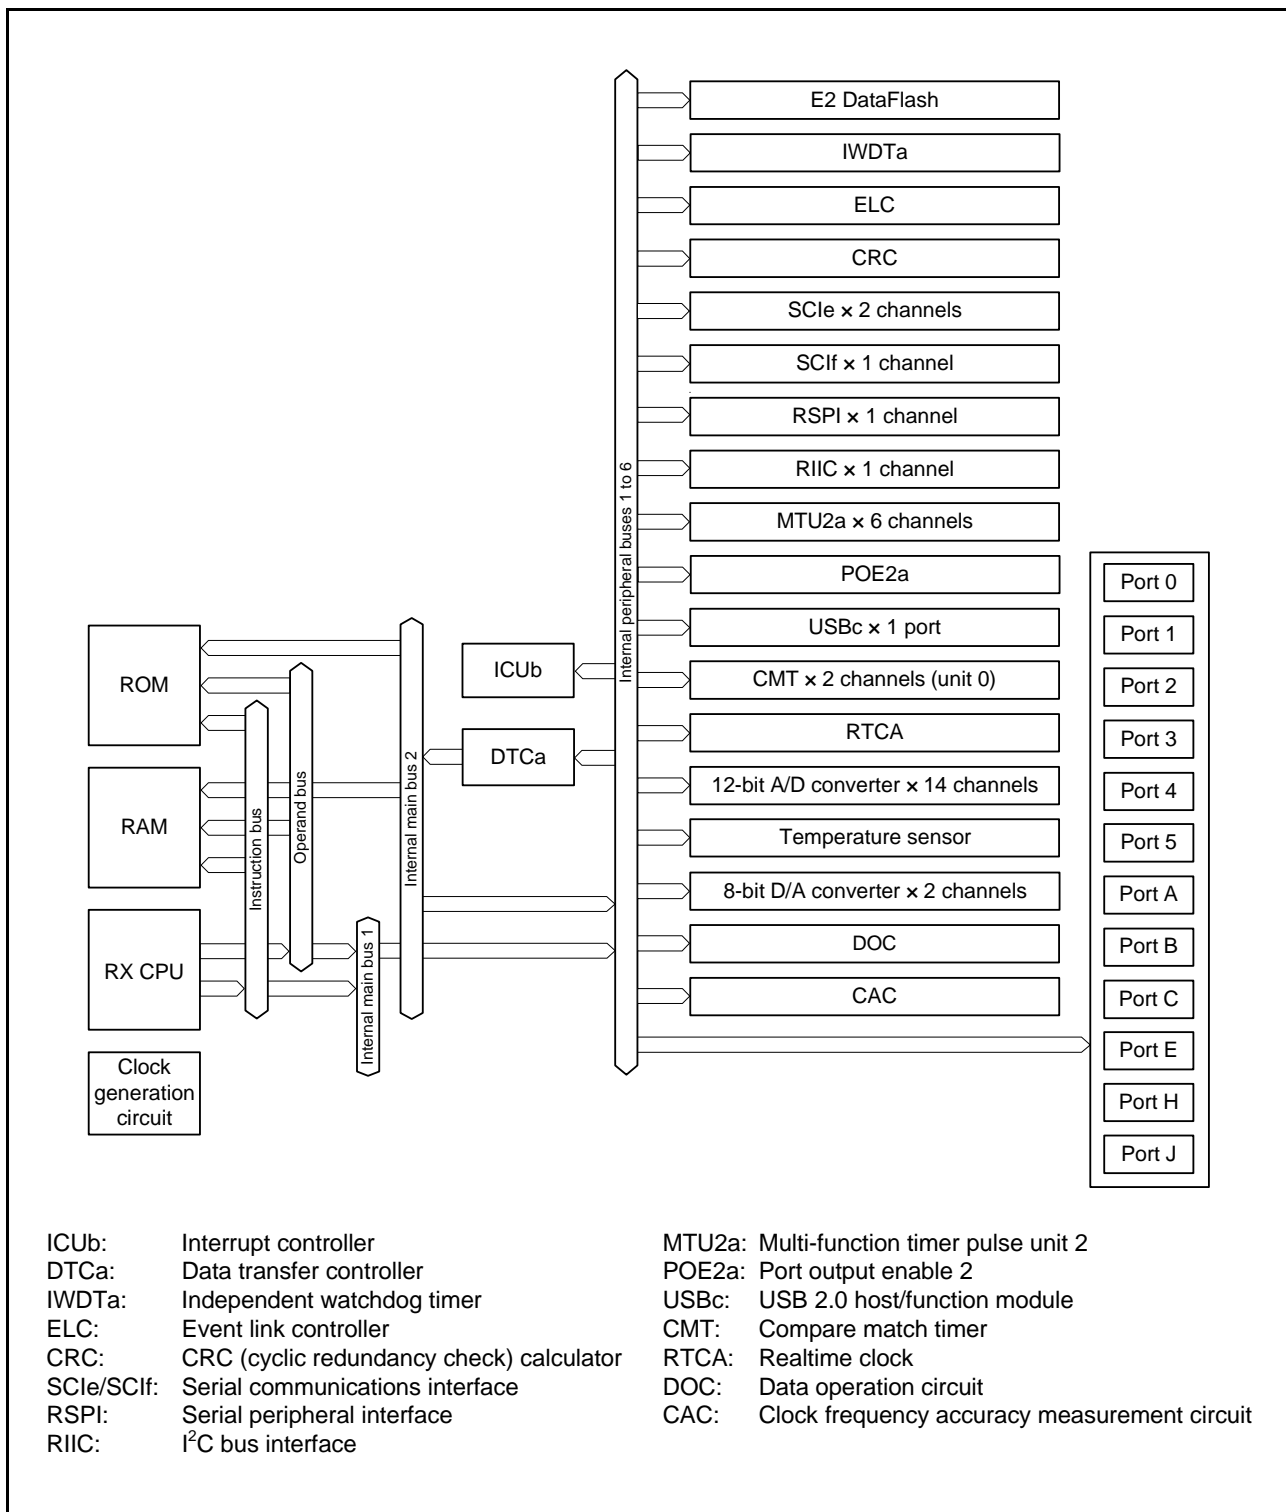 E2 DataFlash
IWDTa
ELC
CRC
SCIe × 2 channels
SCIf × 1 channel
RSPI × 1 channel
RIIC × 1 channel
MTU2a × 6 channels
POE2a
USBc × 1 port
CMT × 2 channels (unit 0)
RTCA
12-bit A/D converter × 14 channels
Temperature sensor
8-bit D/A converter × 2 channels
DOC
CAC
Internal peripheral buses 1 to 6
ICUb
DTCa
ROM
RAM
RX CPU
Clock
generation
circuit
Instruction bus
Operand bus
Internal main bus 1
Internal main bus 2
Port 0
Port 1
Port 2
Port 3
Port 4
Port 5
Port A
Port B
Port C
Port E
Port H
Port J
ICUb: Interrupt controller
DTCa: Data transfer controller
IWDTa: Independent watchdog timer
ELC: Event link controller
CRC: CRC (cyclic redundancy check) calculator
SCIe/SCIf: Serial communications interface
RSPI: Serial peripheral interface
RIIC: I²C bus interface
MTU2a: Multi-function timer pulse unit 2
POE2a: Port output enable 2
USBc: USB 2.0 host/function module
CMT: Compare match timer
RTCA: Realtime clock
DOC: Data operation circuit
CAC: Clock frequency accuracy measurement circuit